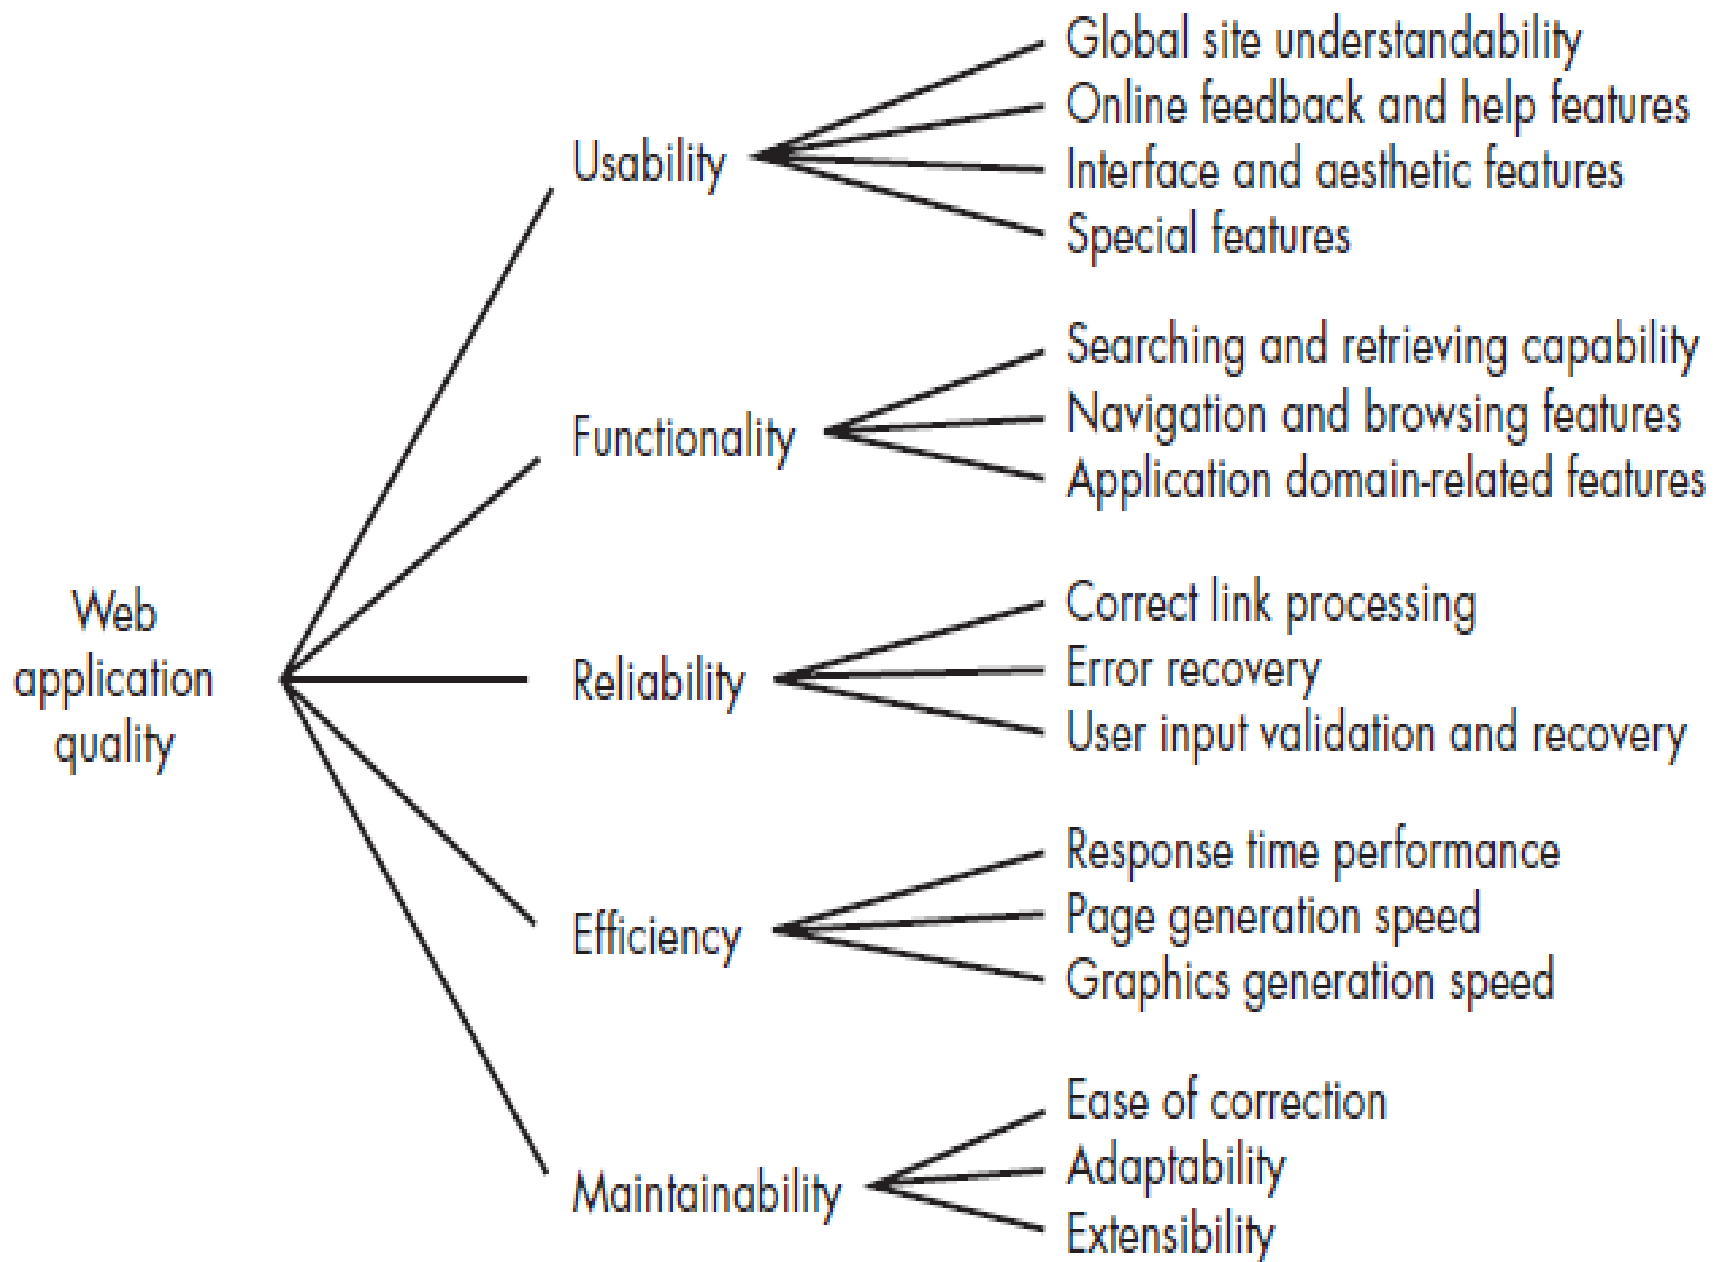 Web
application
quality
Usability
Global site understandability
Online feedback and help features
Interface and aesthetic features
Special features
Functionality
Searching and retrieving capability
Navigation and browsing features
Application domain-related features
Reliability
Correct link processing
Error recovery
User input validation and recovery
Efficiency
Response time performance
Page generation speed
Graphics generation speed
Maintainability
Ease of correction
Adaptability
Extensibility